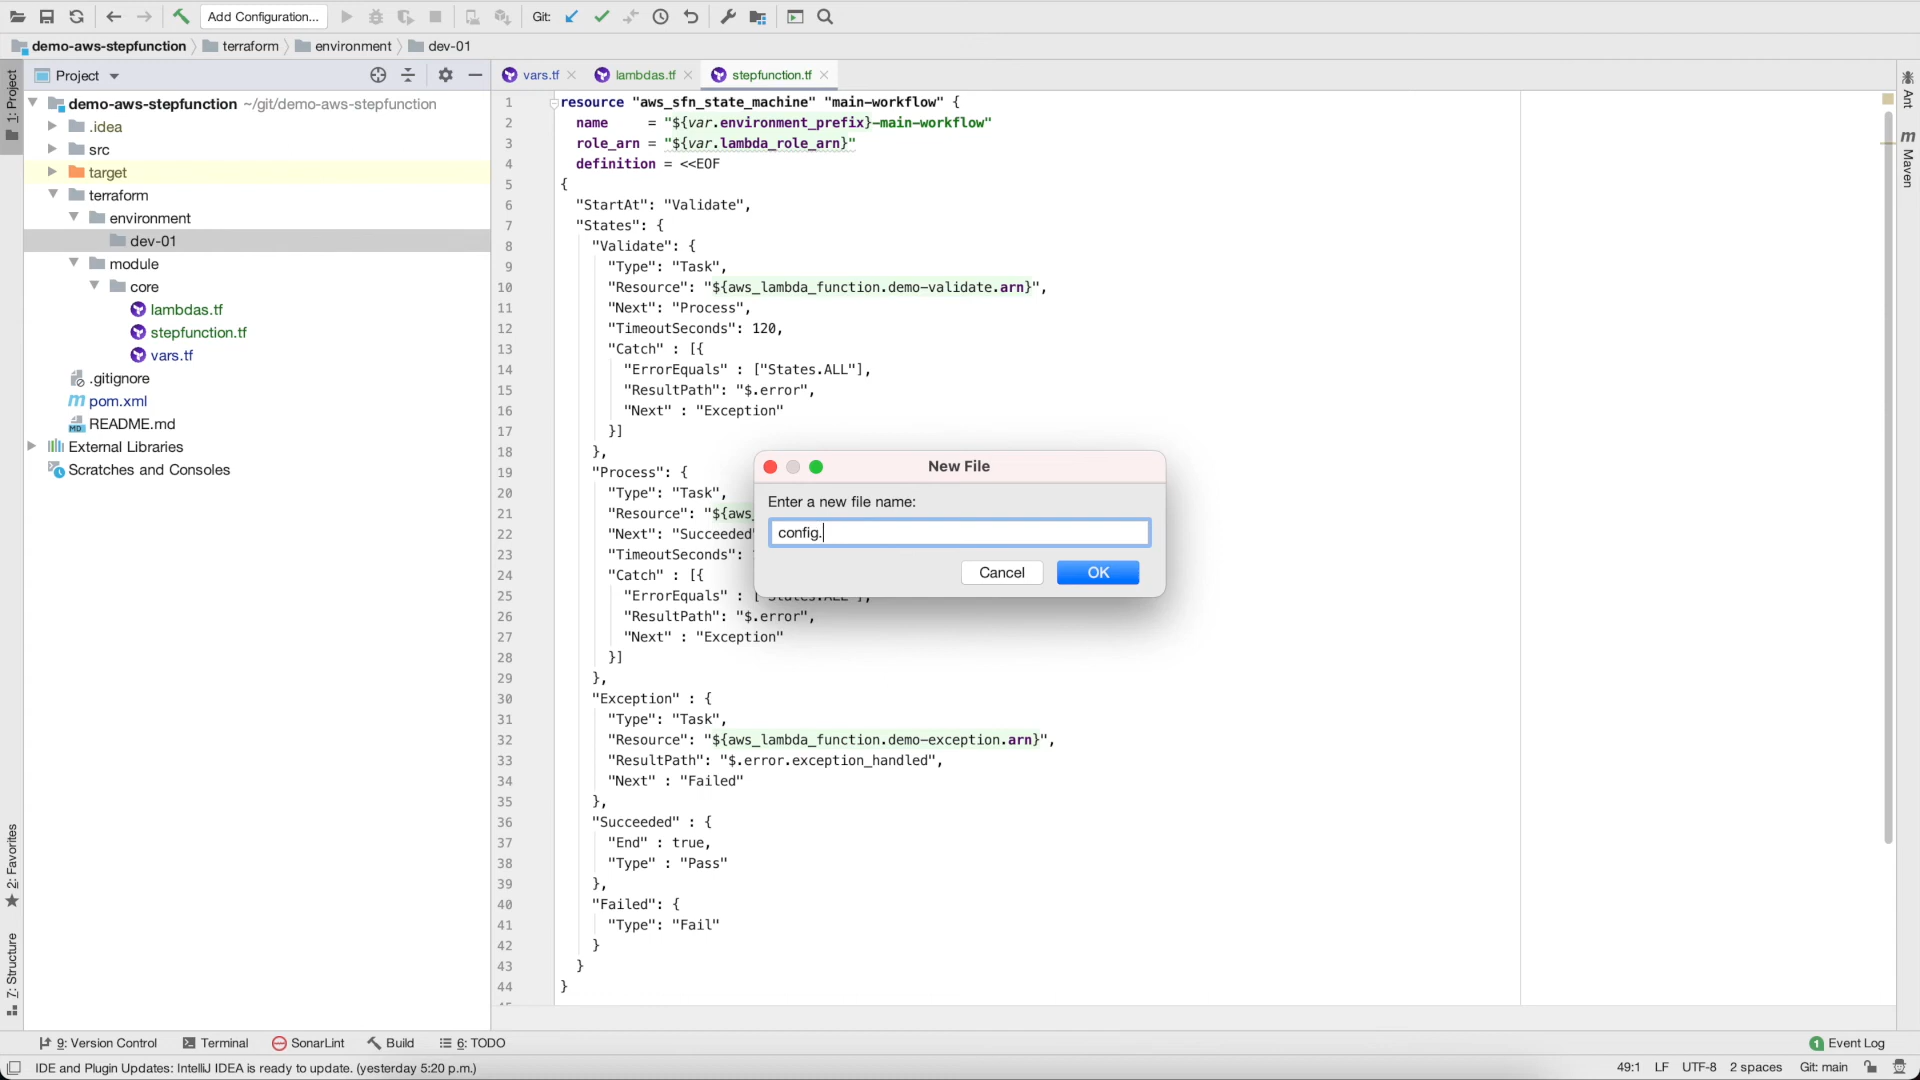 Add Configuration...
Git:
demo-aws-stepfunction
terraform
environment
dev-01
1: Project
Project
demo-aws-stepfunction ~/git/demo-aws-stepfunction
.idea
src
target
terraform
environment
dev-01
module
core
lambdas.tf
stepfunction.tf
vars.tf
.gitignore
pom.xml
README.md
External Libraries
Scratches and Consoles
2: Favorites
7: Structure
vars.tf
lambdas.tf
stepfunction.tf
1 resource "aws_sfn_state_machine" "main-workflow" {
2 name = "${var.environment_prefix}-main-workflow"
3 role_arn = "${var.lambda_role_arn}"
4 definition = <<EOF
5 {
6 "StartAt": "Validate",
7 "States": {
8 "Validate": {
9 "Type": "Task",
10 "Resource": "${aws_lambda_function.demo-validate.arn}",
11 "Next": "Process",
12 "TimeoutSeconds": 120,
13 "Catch" : [{
14 "ErrorEquals" : ["States.ALL"],
15 "ResultPath": "$.error",
16 "Next" : "Exception"
17 }]
18 },
19 "Process": {
20 "Type": "Task",
21 "Resource": "${aws_
22 "Next": "Succeeded"
23 "TimeoutSeconds":
24 "Catch" : [{
25 "ErrorEquals" : ["States.ALL"],
26 "ResultPath": "$.error",
27 "Next" : "Exception"
28 }]
29 },
30 "Exception" : {
31 "Type": "Task",
32 "Resource": "${aws_lambda_function.demo-exception.arn}",
33 "ResultPath": "$.error.exception_handled",
34 "Next" : "Failed"
35 },
36 "Succeeded" : {
37 "End" : true,
38 "Type" : "Pass"
39 },
40 "Failed": {
41 "Type": "Fail"
42 }
43 }
44 }
New File
Enter a new file name:
config.
Cancel
OK
Ant
m Maven
9: Version Control
Terminal
SonarLint
Build
6: TODO
1 Event Log
IDE and Plugin Updates: IntelliJ IDEA is ready to update. (yesterday 5:20 p.m.)
49:1
LF
UTF-8
2 spaces
Git: main